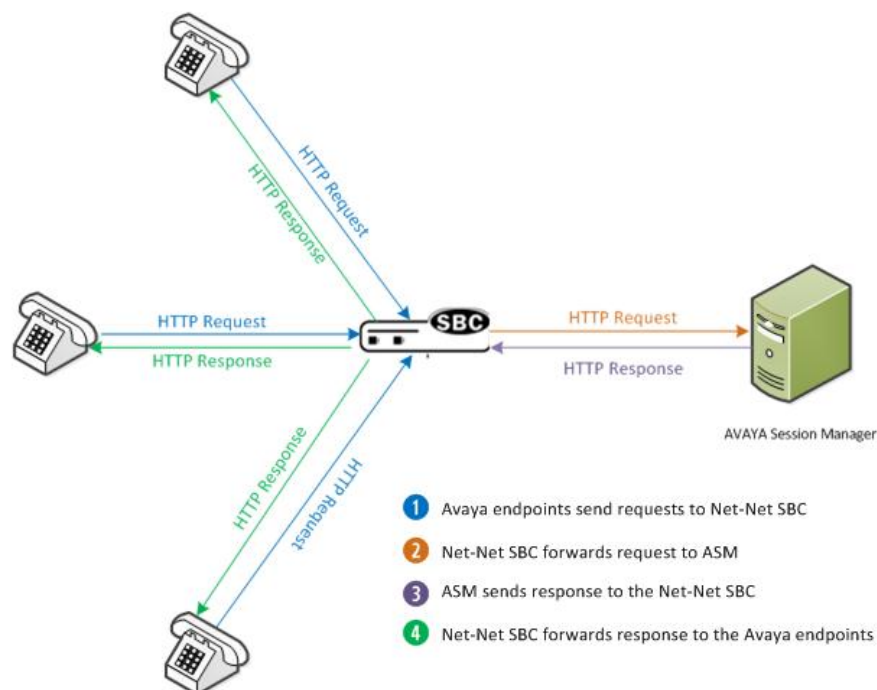 HTTP Request
HTTP Response
HTTP Request
HTTP Response
SBC
HTTP Request
HTTP Response
AVAYA Session Manager
HTTP Response
HTTP Request
1 Avaya endpoints send requests to Net-Net SBC
2 Net-Net SBC forwards request to ASM
3 ASM sends response to the Net-Net SBC
4 Net-Net SBC forwards response to the Avaya endpoints